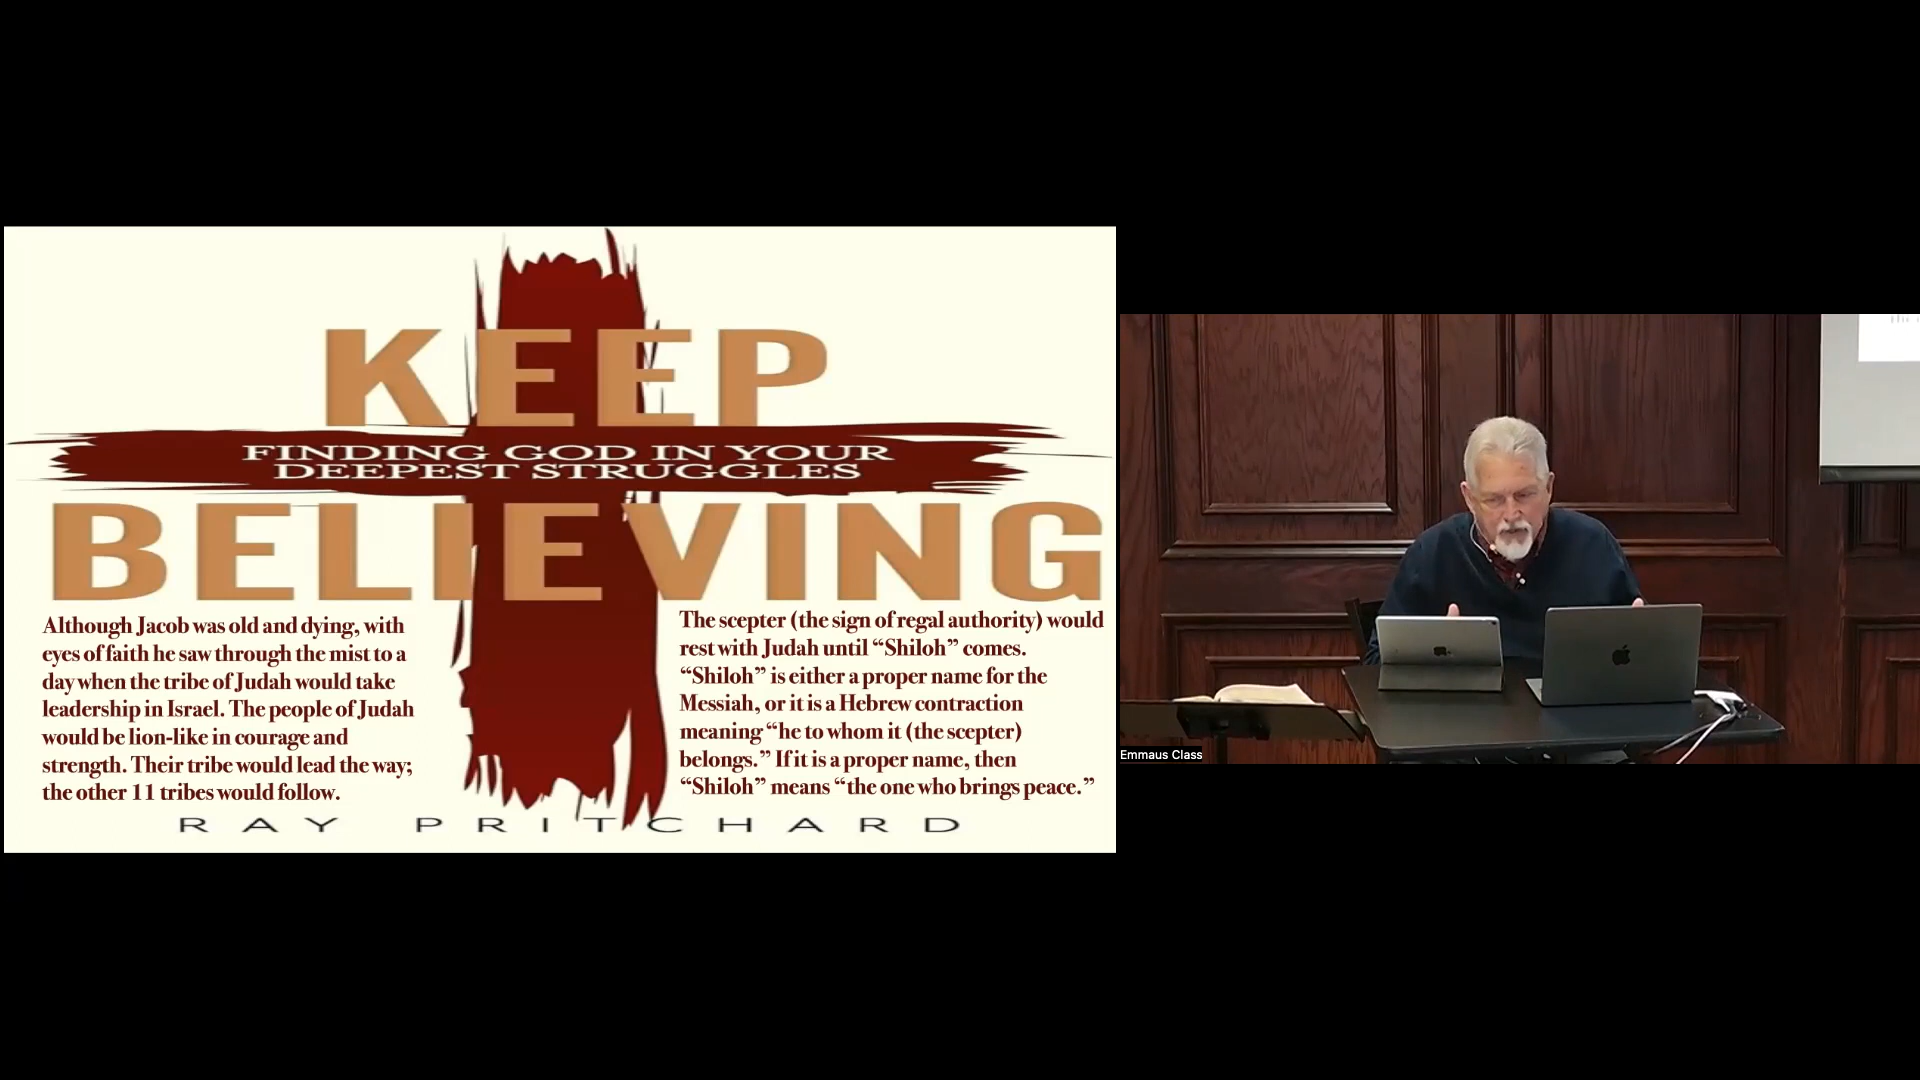 KEEP
FINDING GOD IN YOUR
DEEPEST STRUGGLES
BELIEVING
Although Jacob was old and dying, with
eyes of faith he saw through the mist to a
day when the tribe of Judah would take
leadership in Israel. The people of Judah
would be lion-like in courage and
strength. Their tribe would lead the way;
the other 11 tribes would follow.
The scepter (the sign of regal authority) would
rest with Judah until “Shiloh” comes.
“Shiloh” is either a proper name for the
Messiah, or it is a Hebrew contraction
meaning “he to whom it (the scepter)
belongs.” If it is a proper name, then
“Shiloh” means “the one who brings peace.”
RAY PRITCHARD
Emmaus Class